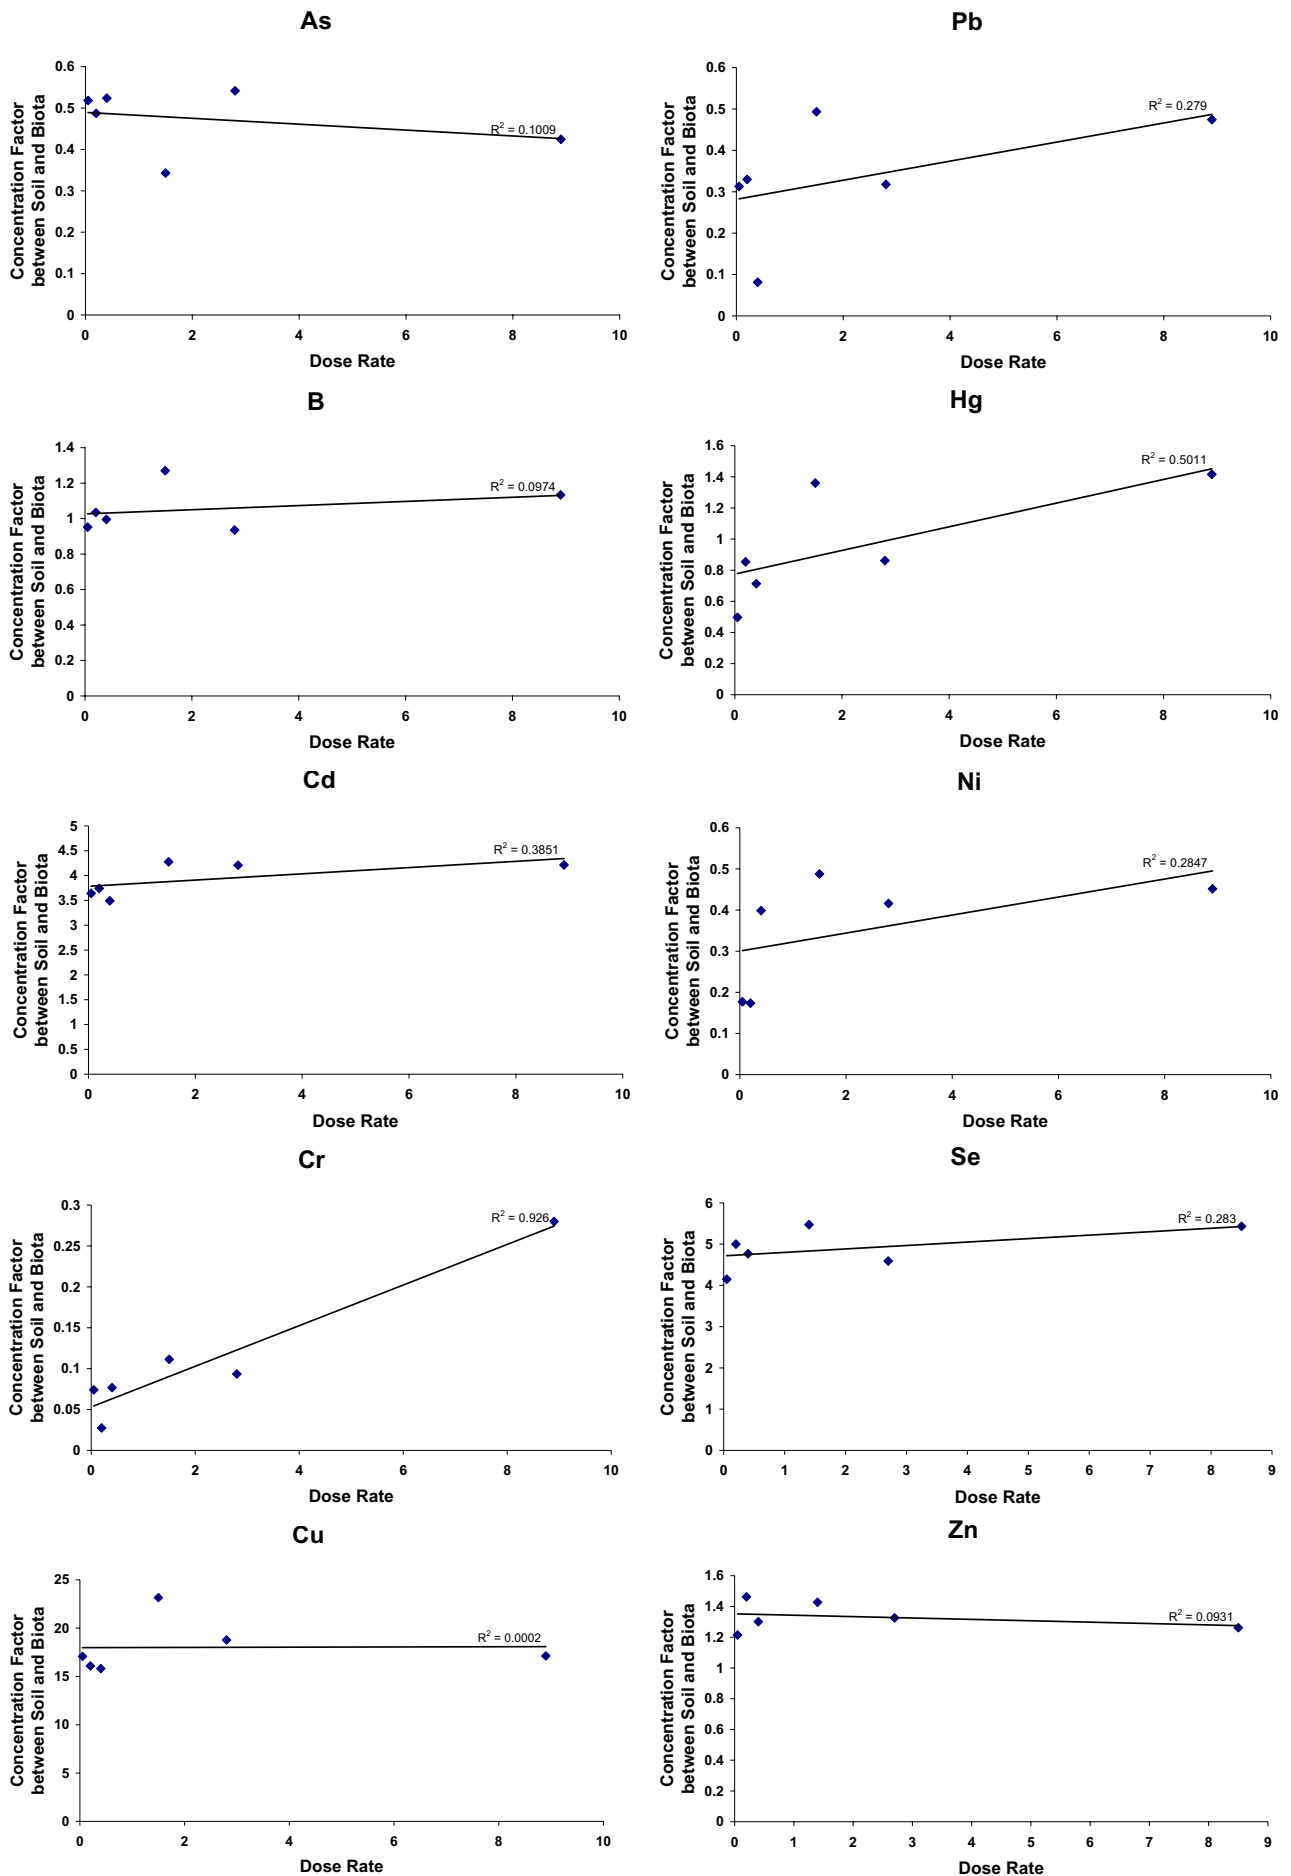 As
Concentration Factor
between Soil and Biota
0.6
0.5
0.4
0.3
0.2
0.1
0
R² = 0.1009
0 2 4 6 8 10
Dose Rate
Pb
Concentration Factor
between Soil and Biota
0.6
0.5
0.4
0.3
0.2
0.1
0
R² = 0.279
0 2 4 6 8 10
Dose Rate
B
Concentration Factor
between Soil and Biota
1.4
1.2
1
0.8
0.6
0.4
0.2
0
R² = 0.0974
0 2 4 6 8 10
Dose Rate
Hg
Concentration Factor
between Soil and Biota
1.6
1.4
1.2
1
0.8
0.6
0.4
0.2
0
R² = 0.5011
0 2 4 6 8 10
Dose Rate
Cd
Concentration Factor
between Soil and Biota
5
4.5
4
3.5
3
2.5
2
1.5
1
0.5
0
R² = 0.3851
0 2 4 6 8 10
Dose Rate
Ni
Concentration Factor
between Soil and Biota
0.6
0.5
0.4
0.3
0.2
0.1
0
R² = 0.2847
0 2 4 6 8 10
Dose Rate
Cr
Concentration Factor
between Soil and Biota
0.3
0.25
0.2
0.15
0.1
0.05
0
R² = 0.926
0 2 4 6 8 10
Dose Rate
Se
Concentration Factor
between Soil and Biota
6
5
4
3
2
1
0
R² = 0.283
0 1 2 3 4 5 6 7 8 9
Dose Rate
Cu
Concentration Factor
between Soil and Biota
25
20
15
10
5
0
R² = 0.0002
0 2 4 6 8 10
Dose Rate
Zn
Concentration Factor
between Soil and Biota
1.6
1.4
1.2
1
0.8
0.6
0.4
0.2
0
R² = 0.0931
0 1 2 3 4 5 6 7 8 9
Dose Rate